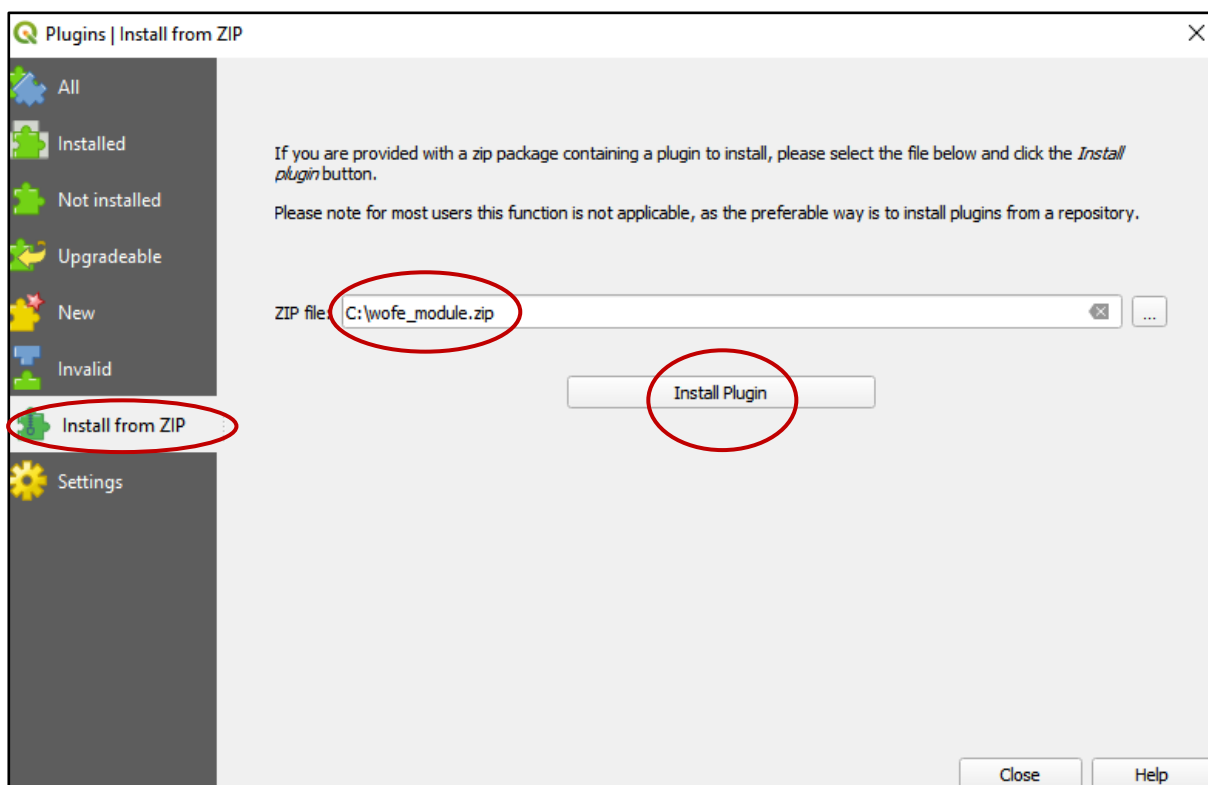 Plugins | Install from ZIP
All
Installed
Not installed
Upgradeable
New
Invalid
Install from ZIP
Settings
If you are provided with a zip package containing a plugin to install, please select the file below and click the Install
plugin button.
Please note for most users this function is not applicable, as the preferable way is to install plugins from a repository.
ZIP file: C:\wofe_module.zip
...
Install Plugin
Close
Help